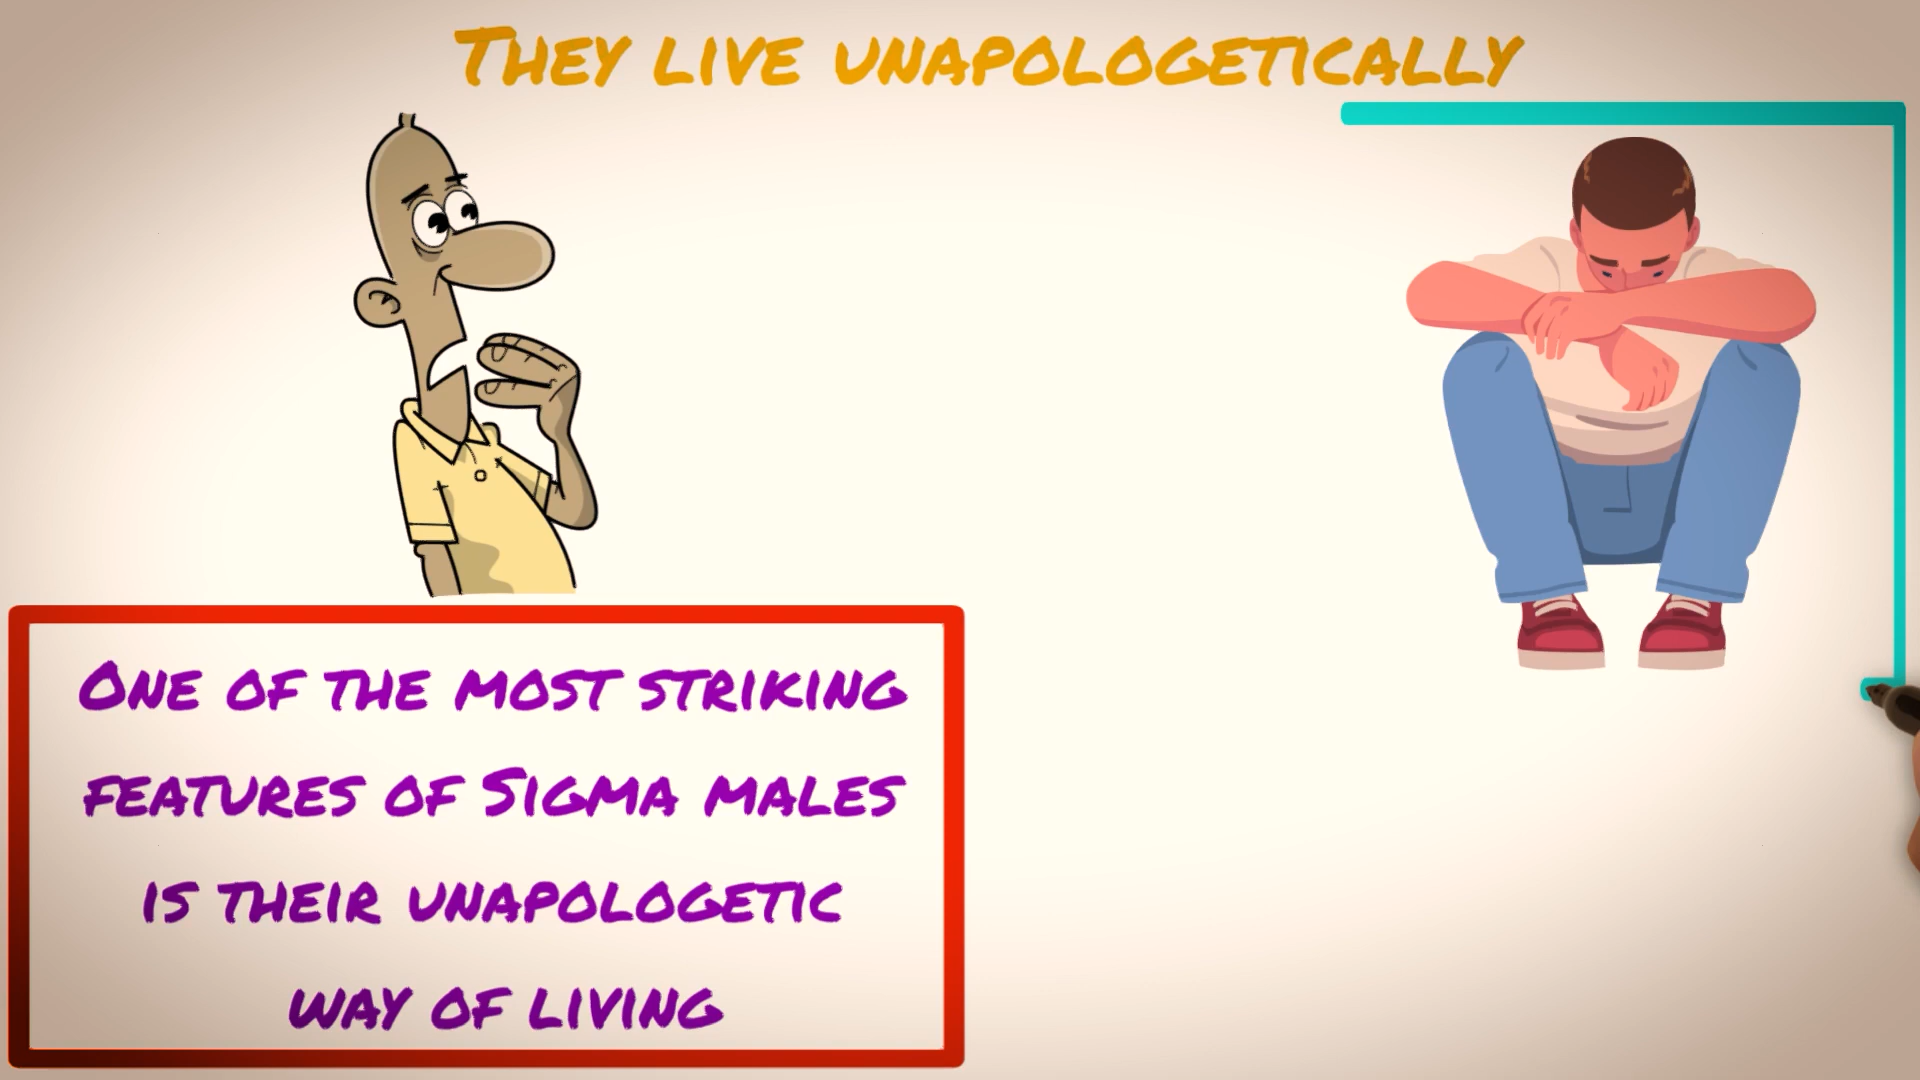 They live unapologetically
One of the most striking
features of Sigma males
is their unapologetic
way of living